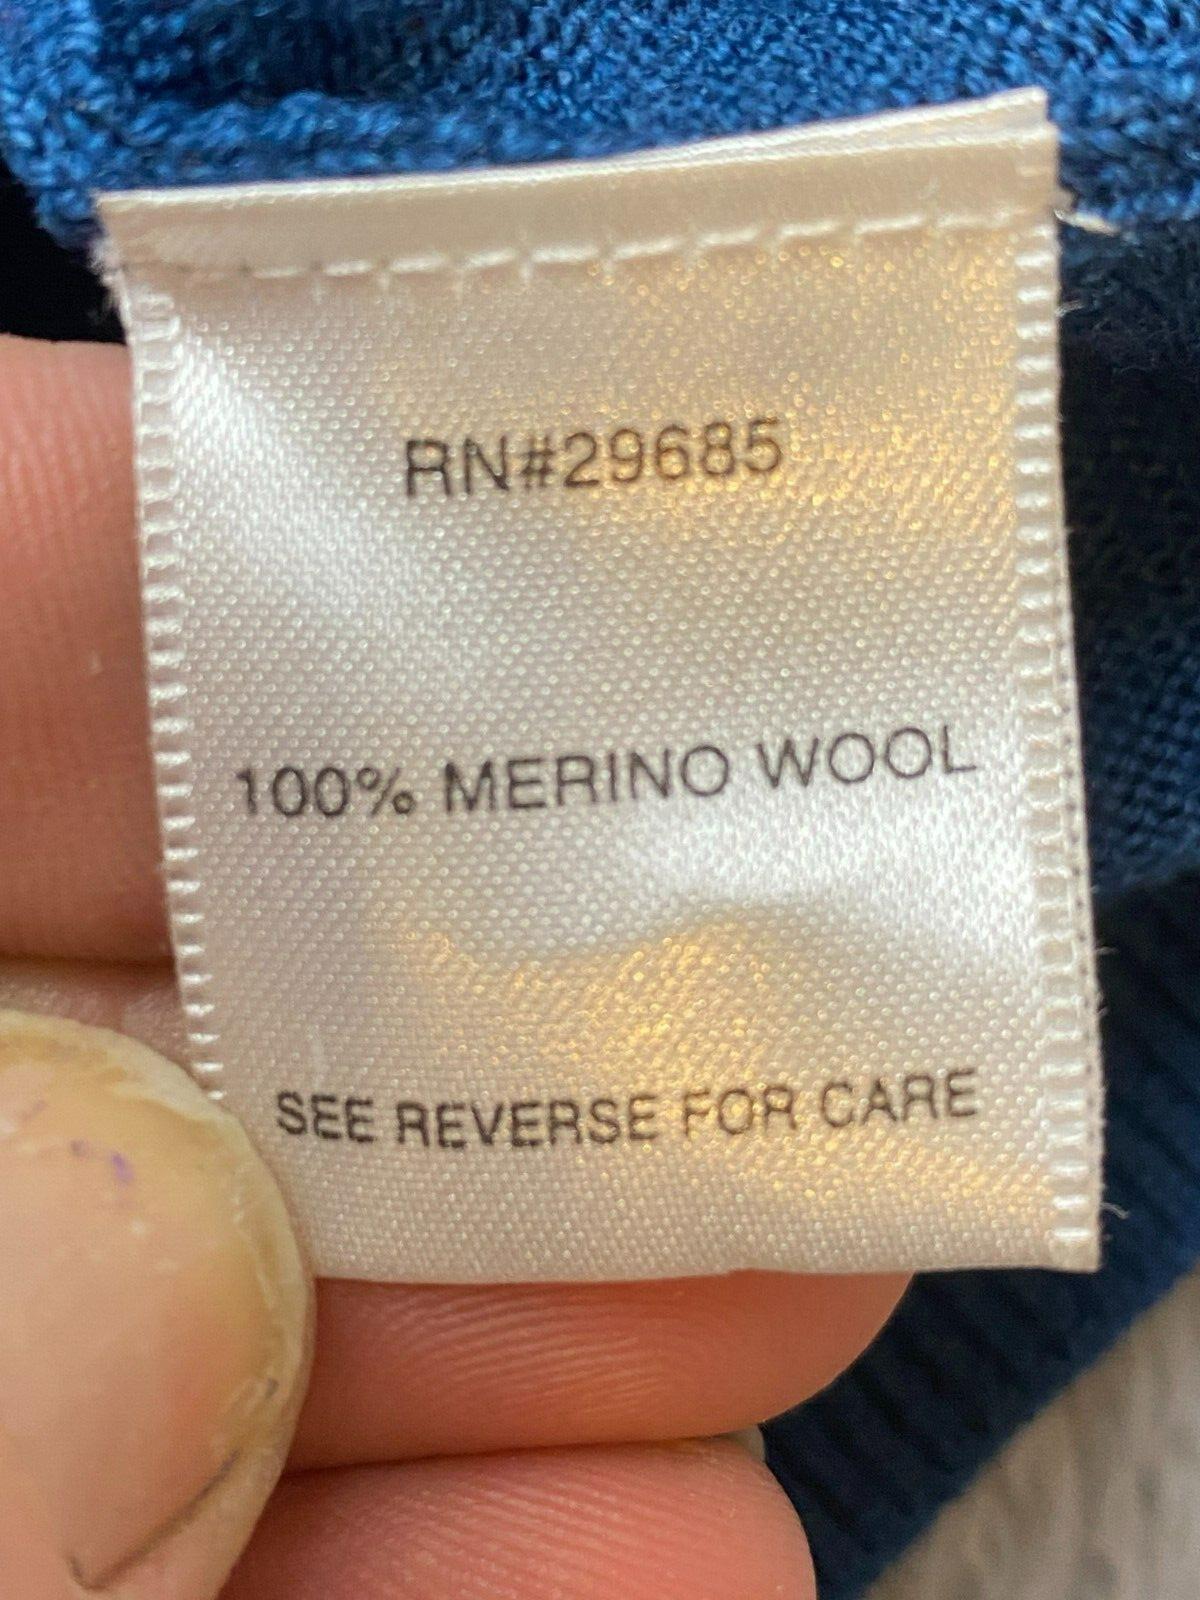 RN#29685
100% MERINO WOOL
SEE REVERSE FOR CARE